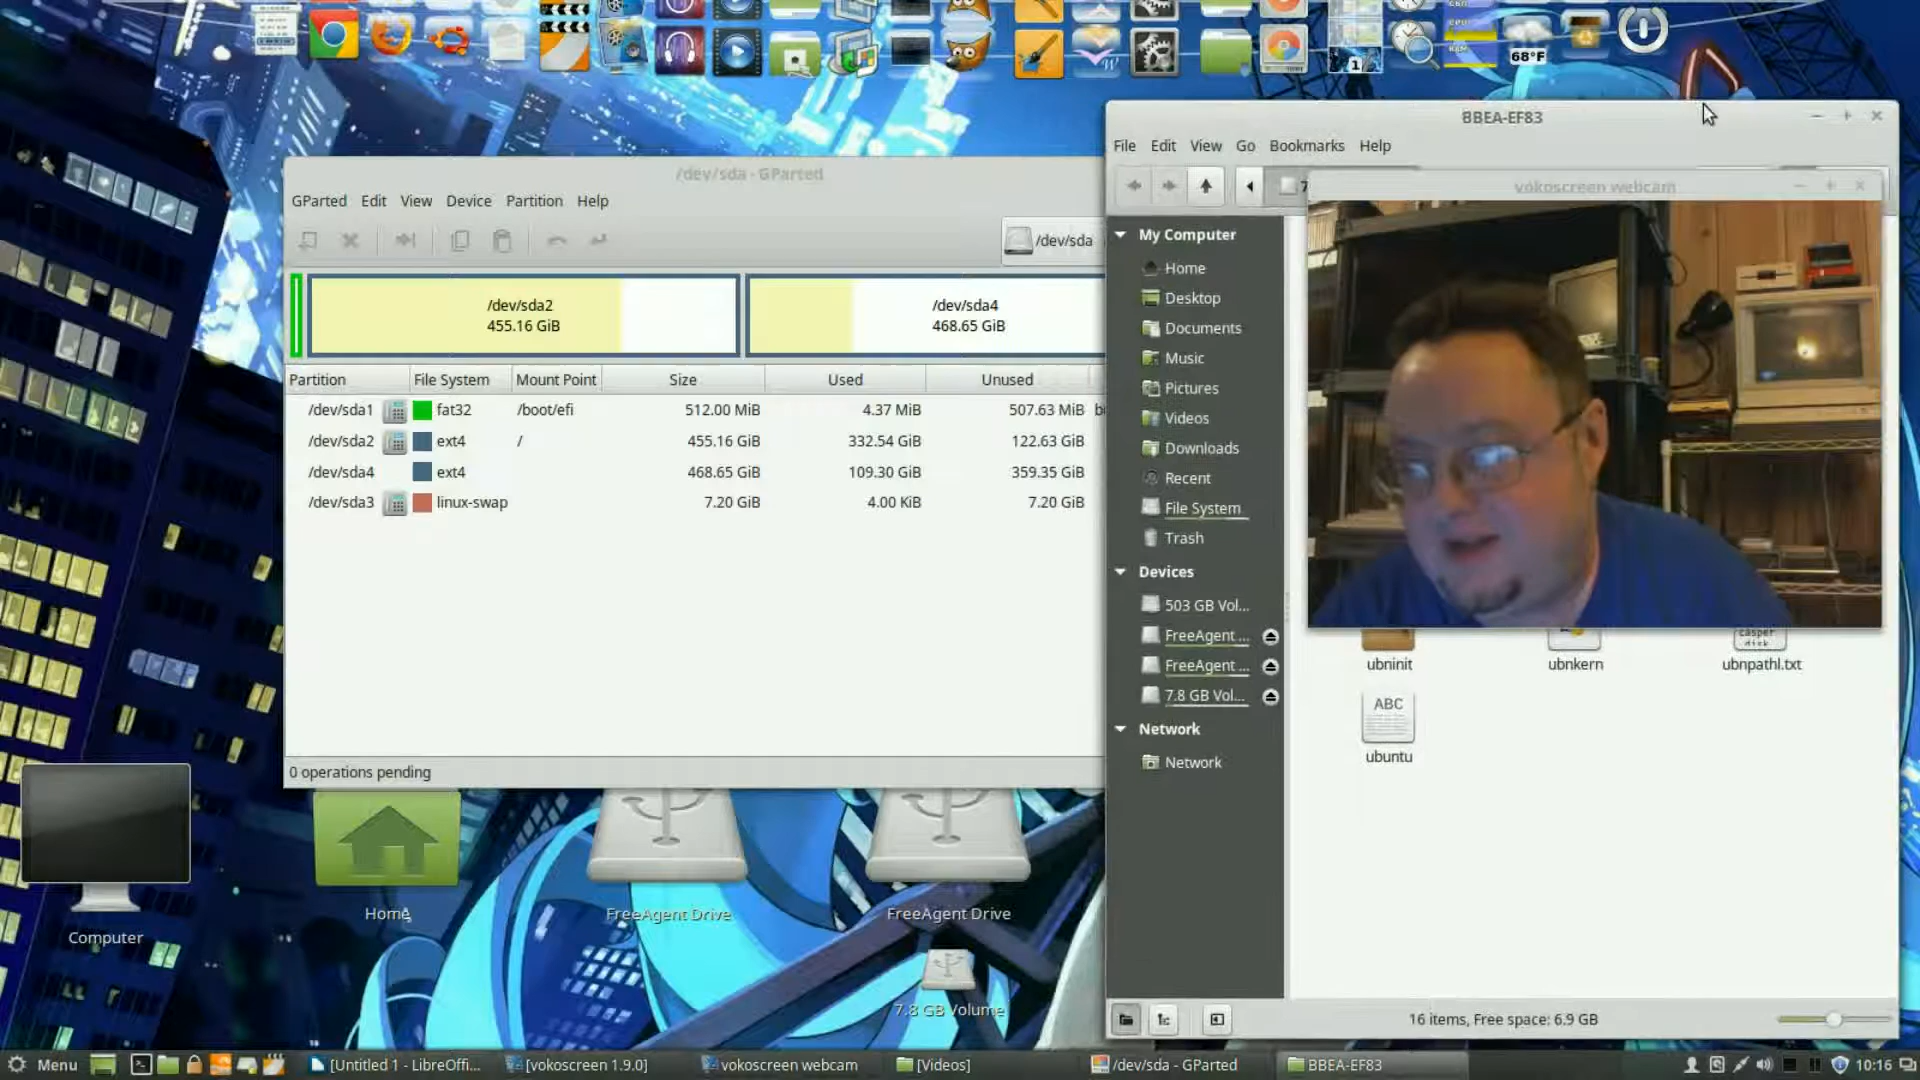 1
68°F
BBEA-EF83
File Edit View Go Bookmarks Help
vokoscreen webcam
/dev/sda - GParted
GParted Edit View Device Partition Help
/dev/sda
/dev/sda2
455.16 GiB
/dev/sda4
468.65 GiB
Partition File System Mount Point Size Used Unused
/dev/sda1 fat32 /boot/efi 512.00 MiB 4.37 MiB 507.63 MiB
/dev/sda2 ext4 / 455.16 GiB 332.54 GiB 122.63 GiB
/dev/sda4 ext4 468.65 GiB 109.30 GiB 359.35 GiB
/dev/sda3 linux-swap 7.20 GiB 4.00 KiB 7.20 GiB
0 operations pending
My Computer
Home
Desktop
Documents
Music
Pictures
Videos
Downloads
Recent
File System
Trash
Devices
503 GB Vol...
FreeAgent ...
FreeAgent ...
7.8 GB Vol...
Network
Network
casper
disk
ubninit
ubnkern
ubnpathl.txt
ABC
ubuntu
16 items, Free space: 6.9 GB
Computer
Home
FreeAgent Drive
FreeAgent Drive
7.8 GB Volume
Menu [Untitled 1 - LibreOffi... [vokoscreen 1.9.0] vokoscreen webcam [Videos] /dev/sda - GParted BBEA-EF83 10:16